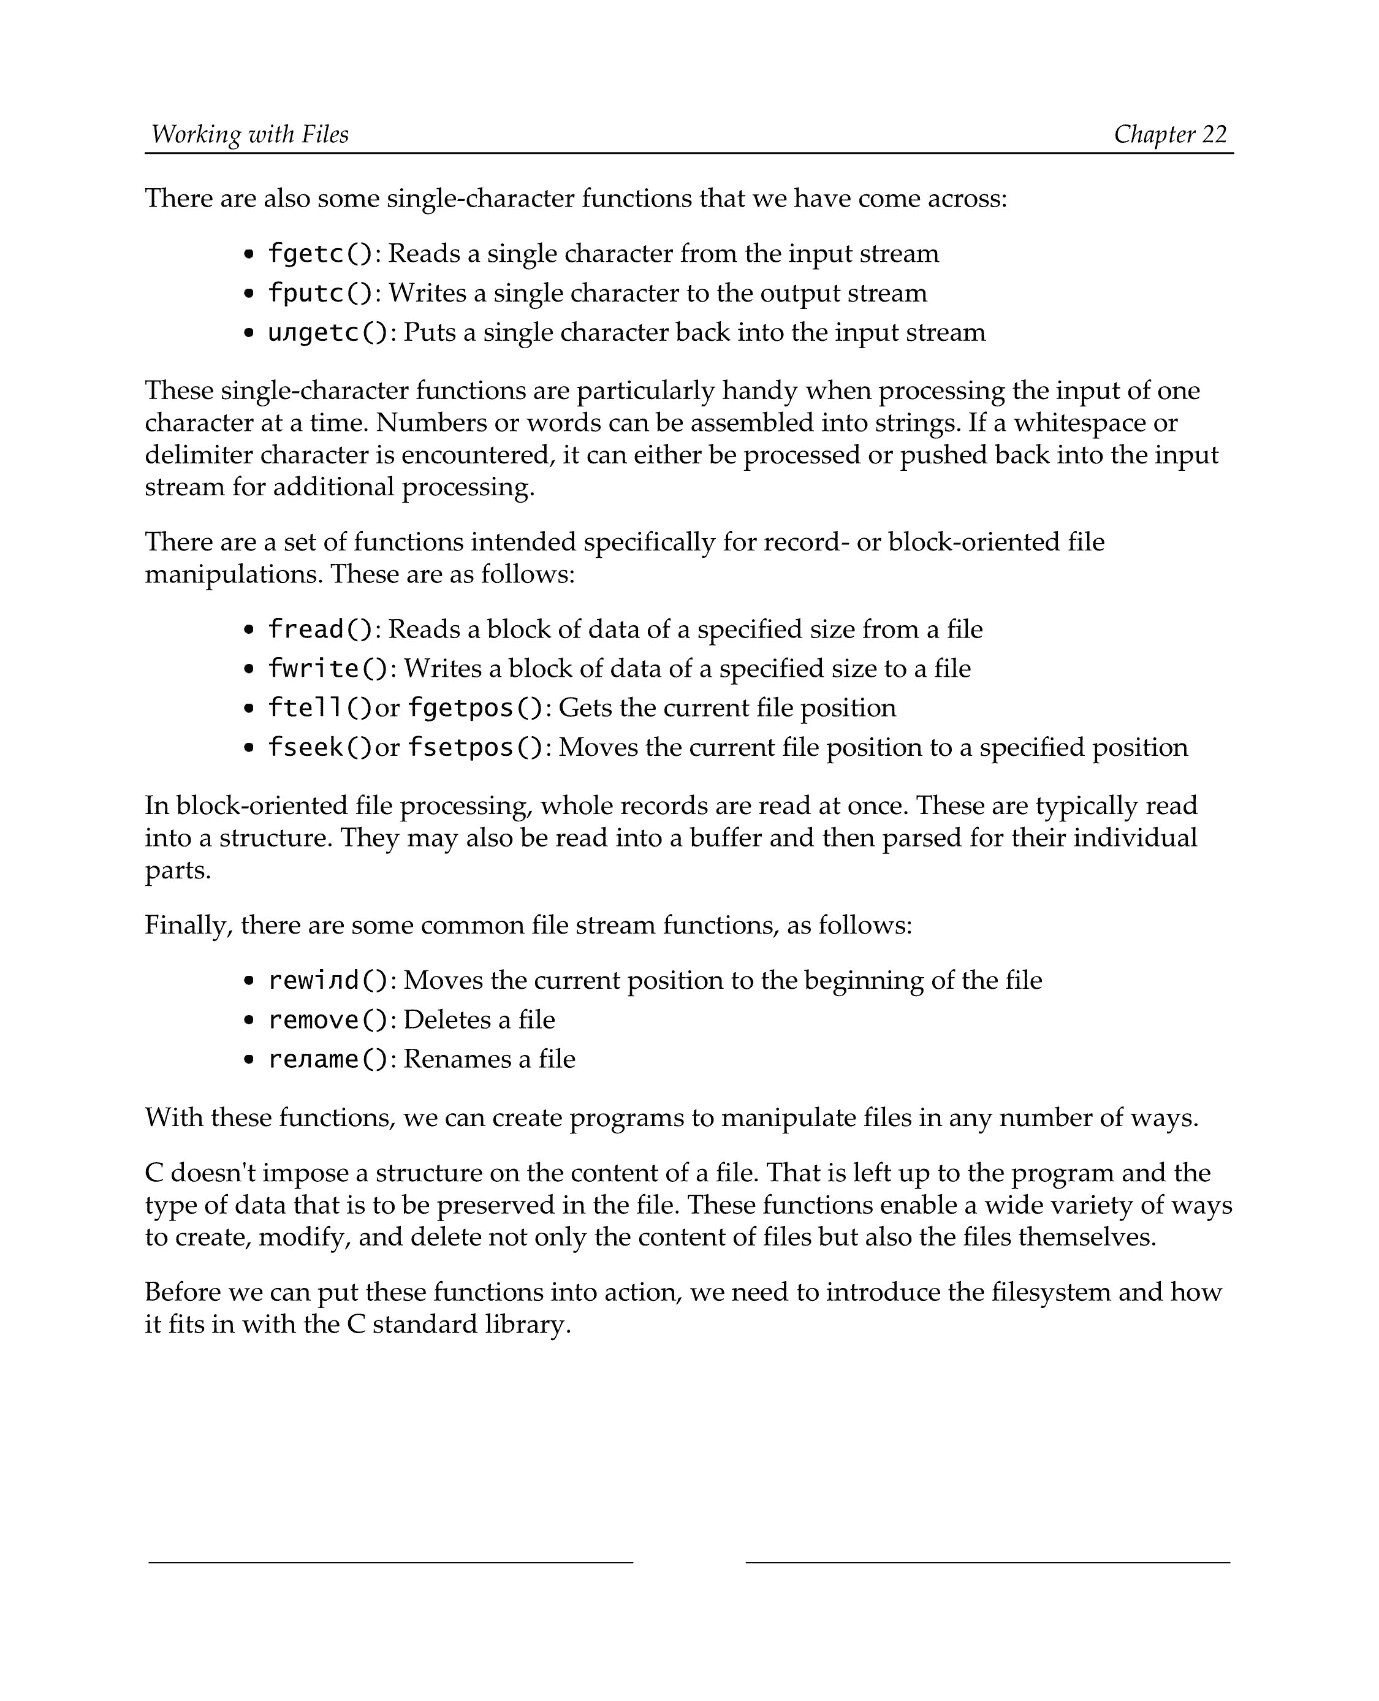 Working with Files
Chapter 22
There are also some single-character functions that we have come across:
• fgetc(): Reads a single character from the input stream
• fputc(): Writes a single character to the output stream
• uлgetc(): Puts a single character back into the input stream
These single-character functions are particularly handy when processing the input of one
character at a time. Numbers or words can be assembled into strings. If a whitespace or
delimiter character is encountered, it can either be processed or pushed back into the input
stream for additional processing.
There are a set of functions intended specifically for record- or block-oriented file
manipulations. These are as follows:
• fread(): Reads a block of data of a specified size from a file
• fwrite(): Writes a block of data of a specified size to a file
• ftell()or fgetpos(): Gets the current file position
• fseek()or fsetpos(): Moves the current file position to a specified position
In block-oriented file processing, whole records are read at once. These are typically read
into a structure. They may also be read into a buffer and then parsed for their individual
parts.
Finally, there are some common file stream functions, as follows:
• rewiлd(): Moves the current position to the beginning of the file
• remove(): Deletes a file
• reлame(): Renames a file
With these functions, we can create programs to manipulate files in any number of ways.
C doesn't impose a structure on the content of a file. That is left up to the program and the
type of data that is to be preserved in the file. These functions enable a wide variety of ways
to create, modify, and delete not only the content of files but also the files themselves.
Before we can put these functions into action, we need to introduce the filesystem and how
it fits in with the C standard library.